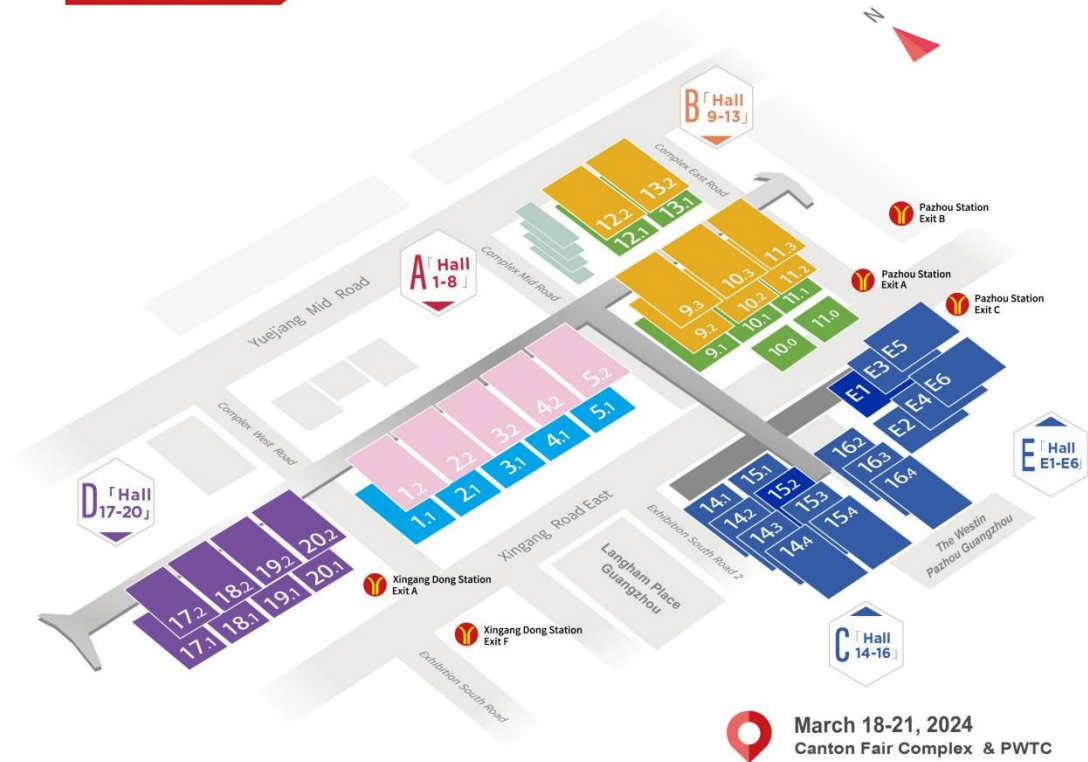 N
B「Hall
9-13」
Complex East Road
13.2
12.2
13.1
12.1
Pazhou Station
Exit B
A「Hall
1-8」
Complex Mid Road
Yuejiang Mid Road
11.3
10.3
9.3
11.2
10.2
9.2
11.1
10.1
9.1
11.0
10.0
Pazhou Station
Exit A
Pazhou Station
Exit C
5.2
4.2
3.2
2.2
1.2
5.1
4.1
3.1
2.1
1.1
E5
E3
E1
E6
E4
E2
Complex West Road
E「Hall
E1-E6」
D「Hall
17-20」
16.2
16.3
16.4
15.1
15.2
15.3
15.4
14.1
14.2
14.3
14.4
Xingang Road East
Exhibition South Road 2
The Westin
Pazhou Guangzhou
Langham Place
Guangzhou
20.2
19.2
18.2
17.2
20.1
19.1
18.1
17.1
Xingang Dong Station
Exit A
Xingang Dong Station
Exit F
Exhibition South Road
C「Hall
14-16」
March 18-21, 2024
Canton Fair Complex & PWTC